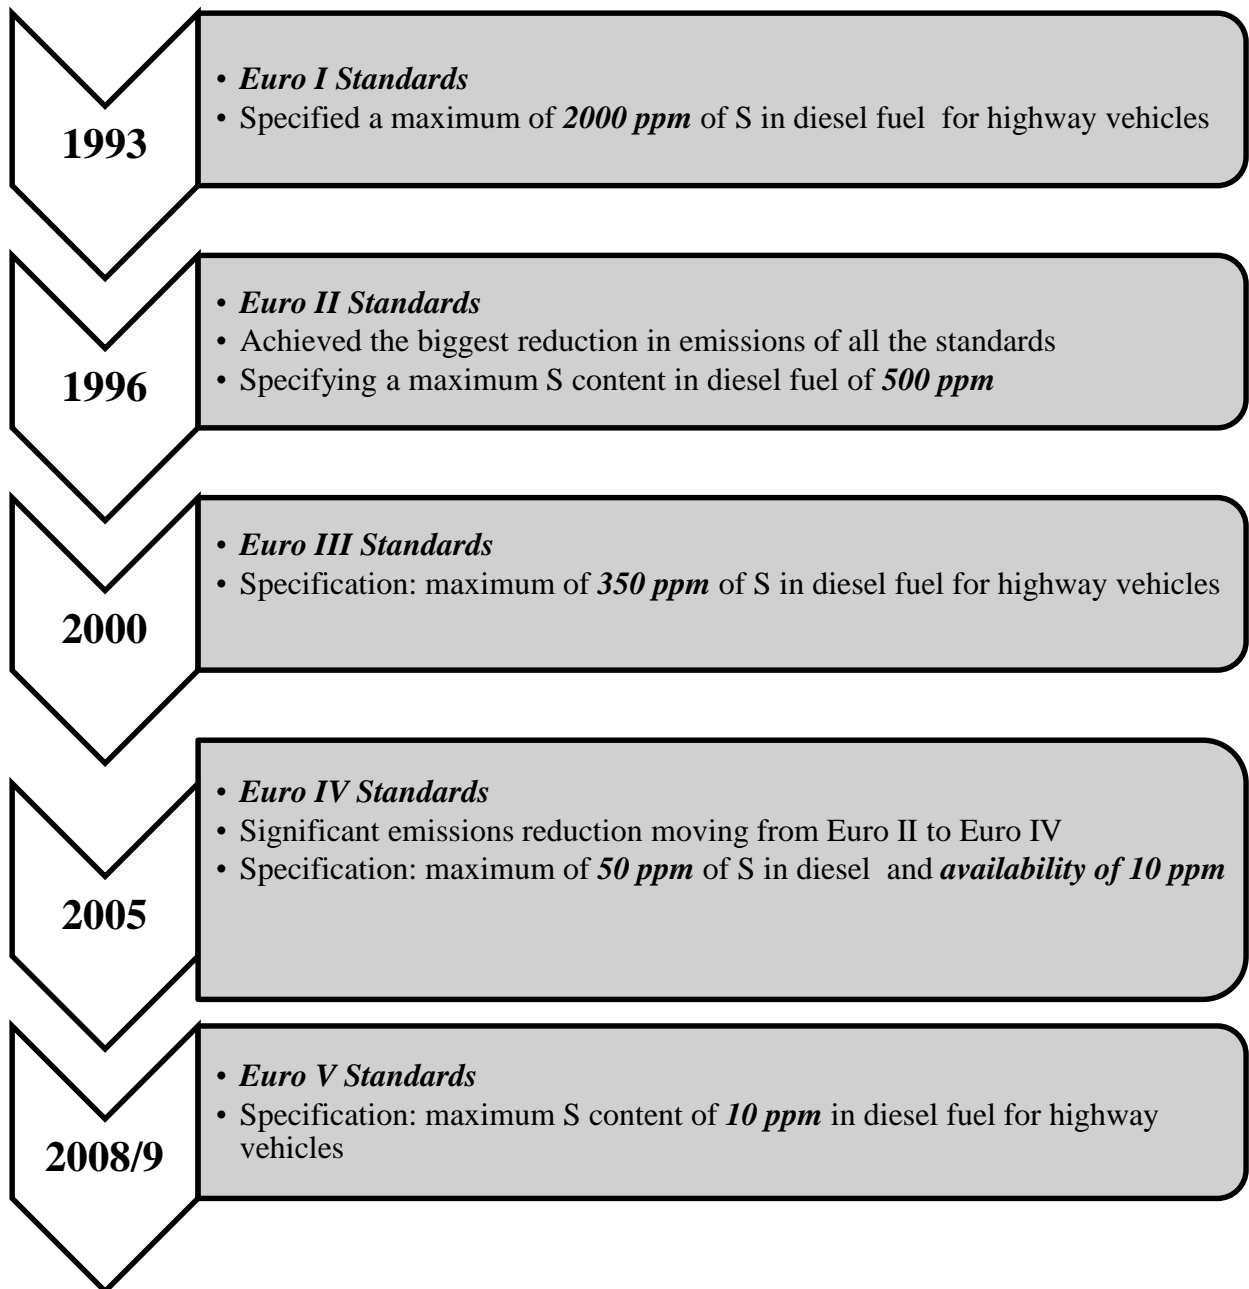 1993
• Euro I Standards
• Specified a maximum of 2000 ppm of S in diesel fuel for highway vehicles
1996
• Euro II Standards
• Achieved the biggest reduction in emissions of all the standards
• Specifying a maximum S content in diesel fuel of 500 ppm
2000
• Euro III Standards
• Specification: maximum of 350 ppm of S in diesel fuel for highway vehicles
2005
• Euro IV Standards
• Significant emissions reduction moving from Euro II to Euro IV
• Specification: maximum of 50 ppm of S in diesel and availability of 10 ppm
2008/9
• Euro V Standards
• Specification: maximum S content of 10 ppm in diesel fuel for highway
vehicles